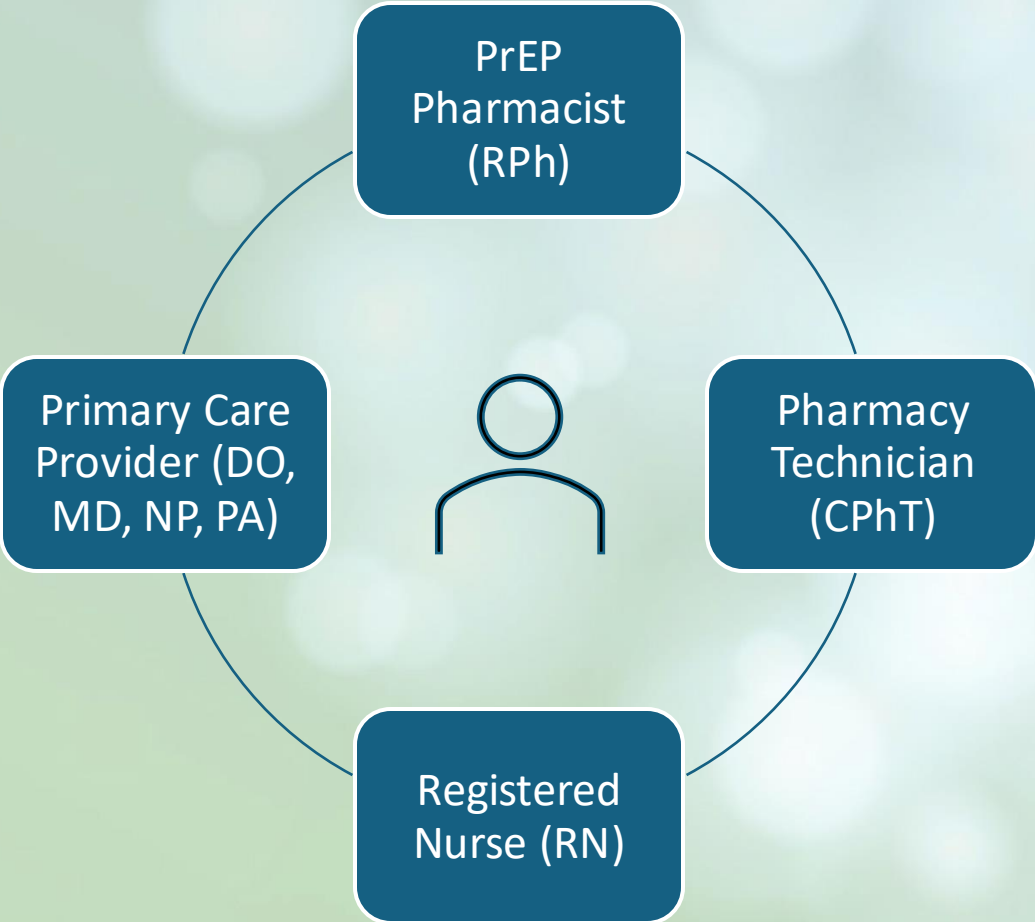 PrEP
Pharmacist
(RPh)
Primary Care
Provider (DO,
MD, NP, PA)
Pharmacy
Technician
(CPhT)
Registered
Nurse (RN)